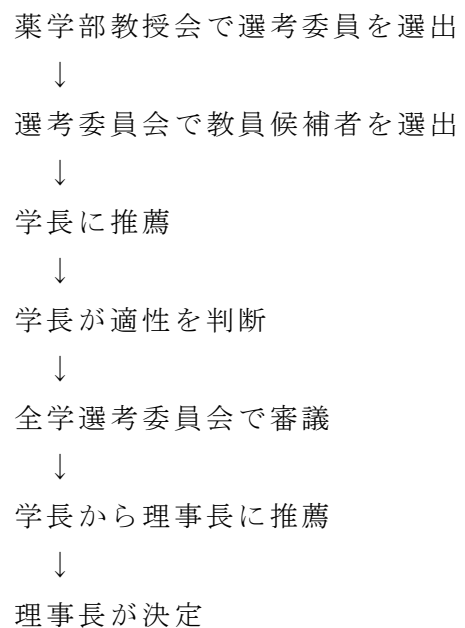 薬学部教授会で選考委員を選出
↓
選考委員会で教員候補者を選出
↓
学長に推薦
↓
学長が適性を判断
↓
全学選考委員会で審議
↓
学長から理事長に推薦
↓
理事長が決定